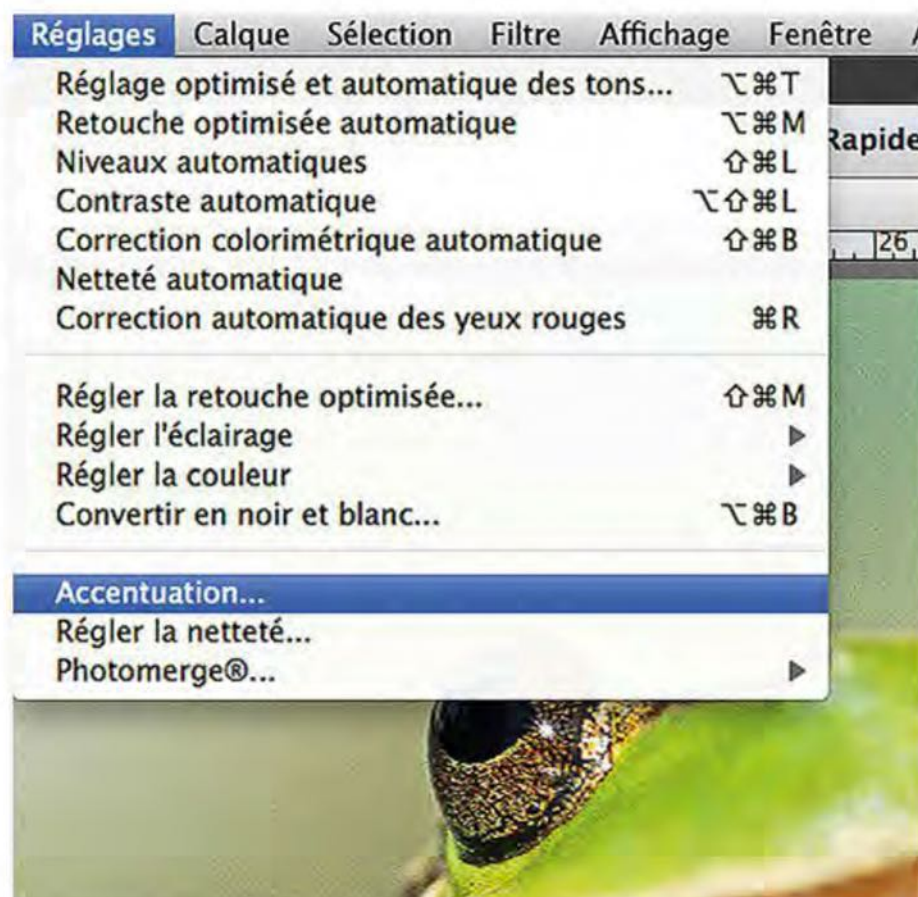 Réglages Calque Sélection Filtre Affichage Fenêtre
Réglage optimisé et automatique des tons... ⌥⌘T
Retouche optimisée automatique ⌥⌘M
Rapide
Niveaux automatiques ⇧⌘L
Contraste automatique ⌥⇧⌘L
Correction colorimétrique automatique ⇧⌘B
26
Netteté automatique
Correction automatique des yeux rouges ⌘R
Régler la retouche optimisée... ⇧⌘M
Régler l'éclairage
Régler la couleur
Convertir en noir et blanc... ⌥⌘B
Accentuation...
Régler la netteté...
Photomerge®...